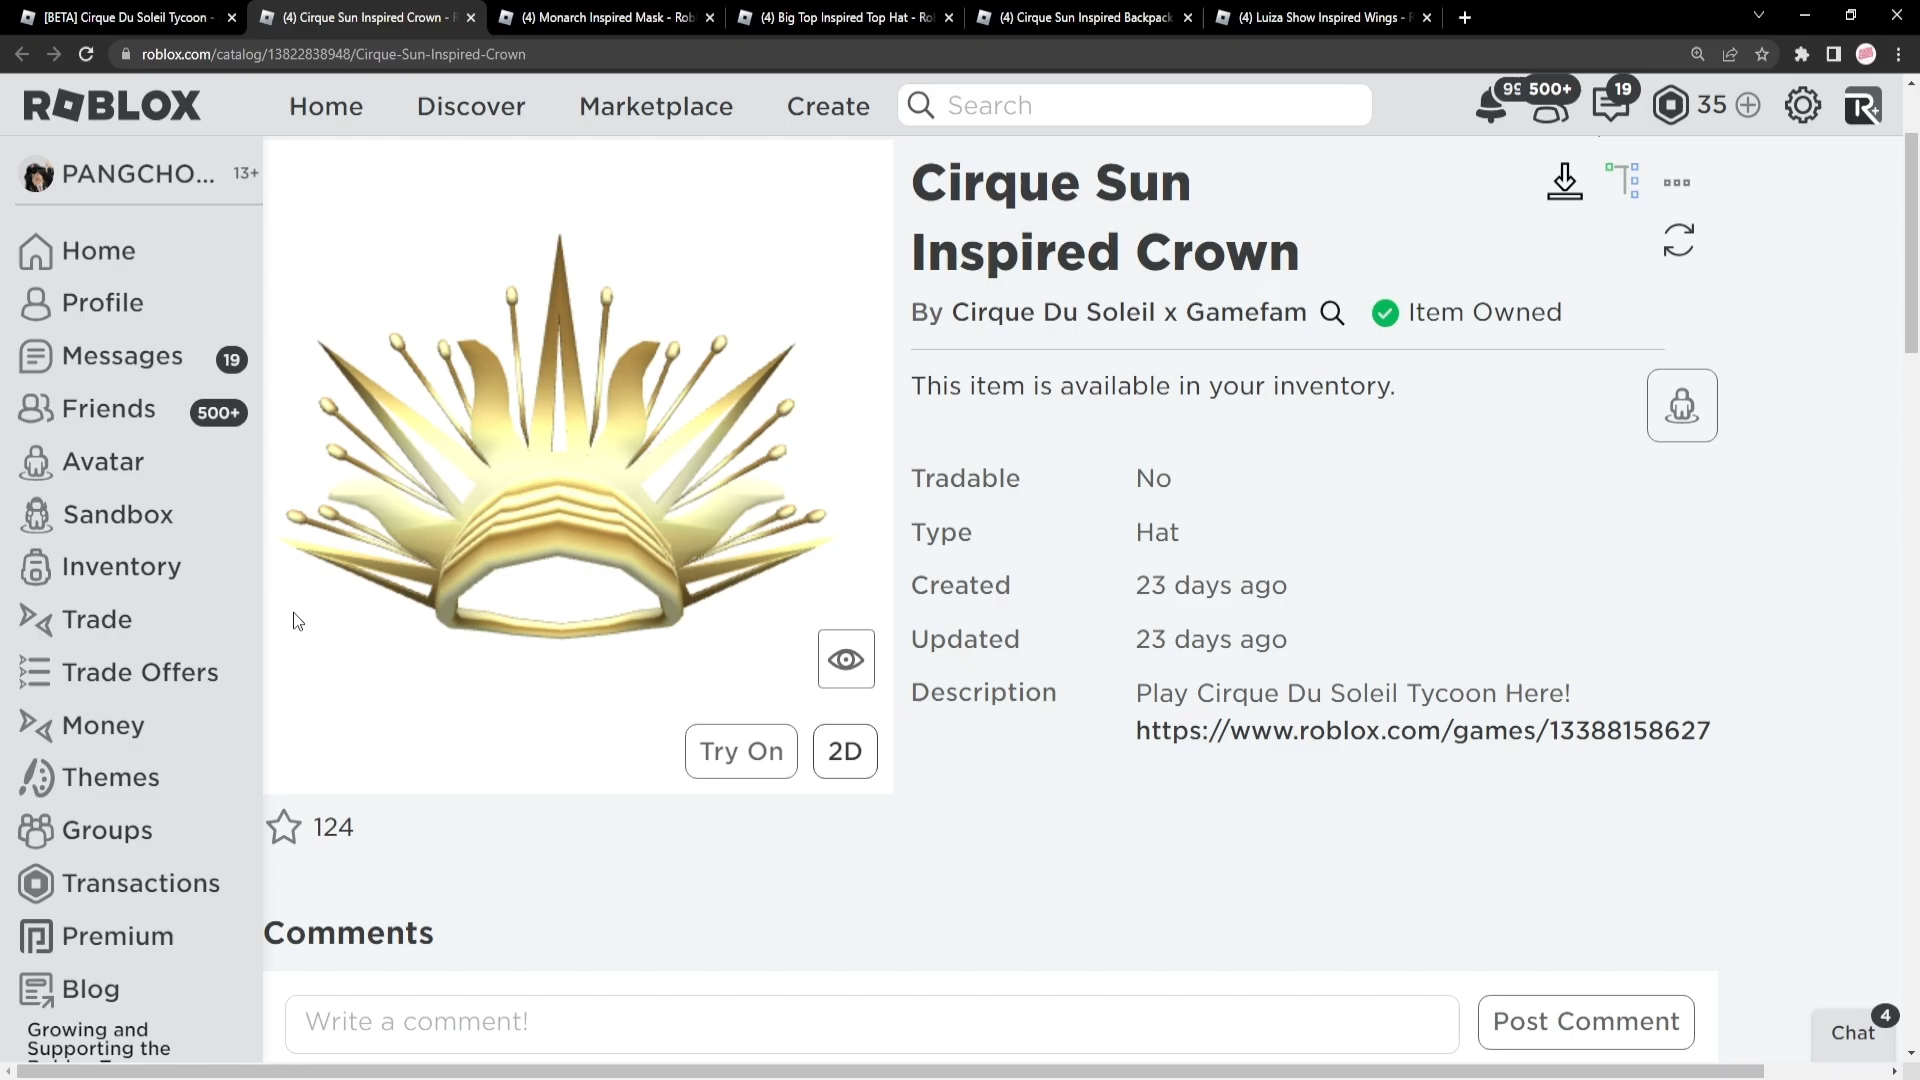 [BETA] Cirque Du Soleil Tycoon -
(4) Cirque Sun Inspired Crown -
(4) Monarch Inspired Mask - Rob
(4) Big Top Inspired Top Hat - Ro
(4) Cirque Sun Inspired Backpack
(4) Luiza Show Inspired Wings -
roblox.com/catalog/13822838948/Cirque-Sun-Inspired-Crown
ROBLOX
Home
Discover
Marketplace
Create
Search
500+
19
35
PANGCHO...
13+
Home
Profile
Messages
19
Friends
500+
Avatar
Sandbox
Inventory
Trade
Trade Offers
Money
Themes
Groups
Transactions
Premium
Blog
Growing and
Supporting the
Try On
2D
124
Cirque Sun
Inspired Crown
By Cirque Du Soleil x Gamefam
Item Owned
This item is available in your inventory.
Tradable No
Type Hat
Created 23 days ago
Updated 23 days ago
Description Play Cirque Du Soleil Tycoon Here!
https://www.roblox.com/games/13388158627
Comments
Write a comment!
Post Comment
Chat
4